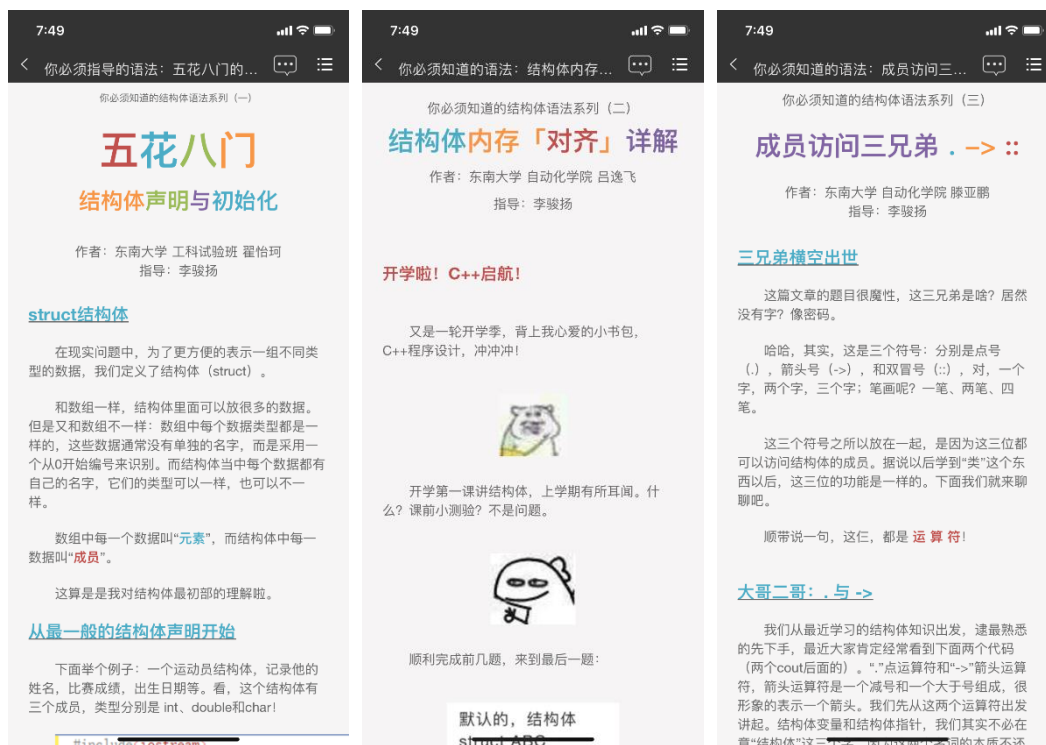 7:49
你必须指导的语法：五花八门的...
你必须知道的结构体语法系列（一）
五花八门
结构体声明与初始化
作者：东南大学 工科试验班 翟怡珂
指导：李骏扬
struct结构体
在现实问题中，为了更方便的表示一组不同类
型的数据，我们定义了结构体（struct）。
和数组一样，结构体里面可以放很多的数据。
但是又和数组不一样：数组中每个数据类型都是一
样的，这些数据通常没有单独的名字，而是采用一
个从0开始编号来识别。而结构体当中每个数据都有
自己的名字，它们的类型可以一样，也可以不一
样。
数组中每一个数据叫“元素”，而结构体中每一
数据叫“成员”。
这算是是我对结构体最初部的理解啦。
从最一般的结构体声明开始
下面举个例子：一个运动员结构体，记录他的
姓名，比赛成绩，出生日期等。看，这个结构体有
三个成员，类型分别是 int、double和char！
#include<iostream>
7:49
你必须知道的语法：结构体内存...
你必须知道的结构体语法系列（二）
结构体内存「对齐」详解
作者：东南大学 自动化学院 吕逸飞
指导：李骏扬
开学啦！C++启航！
又是一轮开学季，背上我心爱的小书包，
C++程序设计，冲冲冲！
开学第一课讲结构体，上学期有所耳闻。什
么？课前小测验？不是问题。
顺利完成前几题，来到最后一题：
默认的，结构体
struct ABC
7:49
你必须知道的语法：成员访问三...
你必须知道的结构体语法系列（三）
成员访问三兄弟 . –> ::
作者：东南大学 自动化学院 滕亚鹏
指导：李骏扬
三兄弟横空出世
这篇文章的题目很魔性，这三兄弟是啥？居然
没有字？像密码。
哈哈，其实，这是三个符号：分别是点号
（.），箭头号（->），和双冒号（::），对，一个
字，两个字，三个字；笔画呢？一笔、两笔、四
笔。
这三个符号之所以放在一起，是因为这三位都
可以访问结构体的成员。据说以后学到“类”这个东
西以后，这三位的功能是一样的。下面我们就来聊
聊吧。
顺带说一句，这仨，都是 运 算 符！
大哥二哥：. 与 ->
我们从最近学习的结构体知识出发，逮最熟悉
的先下手，最近大家肯定经常看到下面两个代码
（两个cout后面的）。“.”点运算符和“->”箭头运算
符，箭头运算符是一个减号和一个大于号组成，很
形象的表示一个箭头。我们先从这两个运算符出发
讲起。结构体变量和结构体指针，我们其实不必在